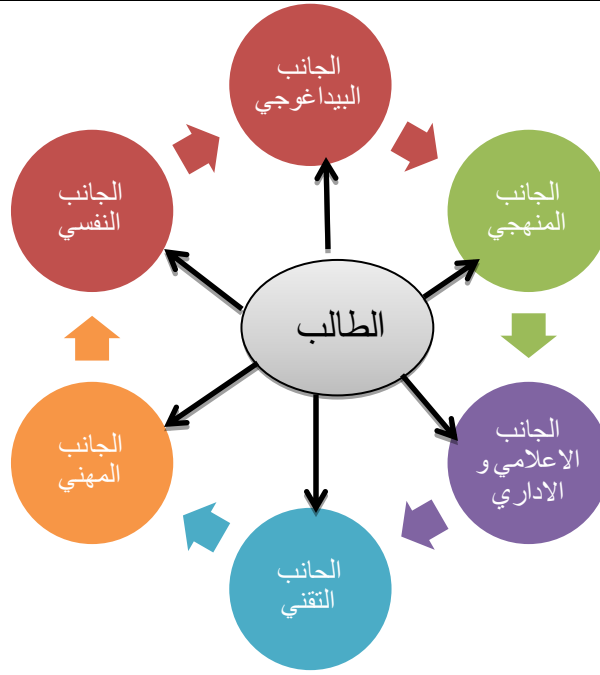 الجانب
البيداغوجي
الجانب
المنهجي
الجانب
الاعلامي و
الاداري
الحانب
التقني
الجانب
المهني
الجانب
النفسي
الطالب